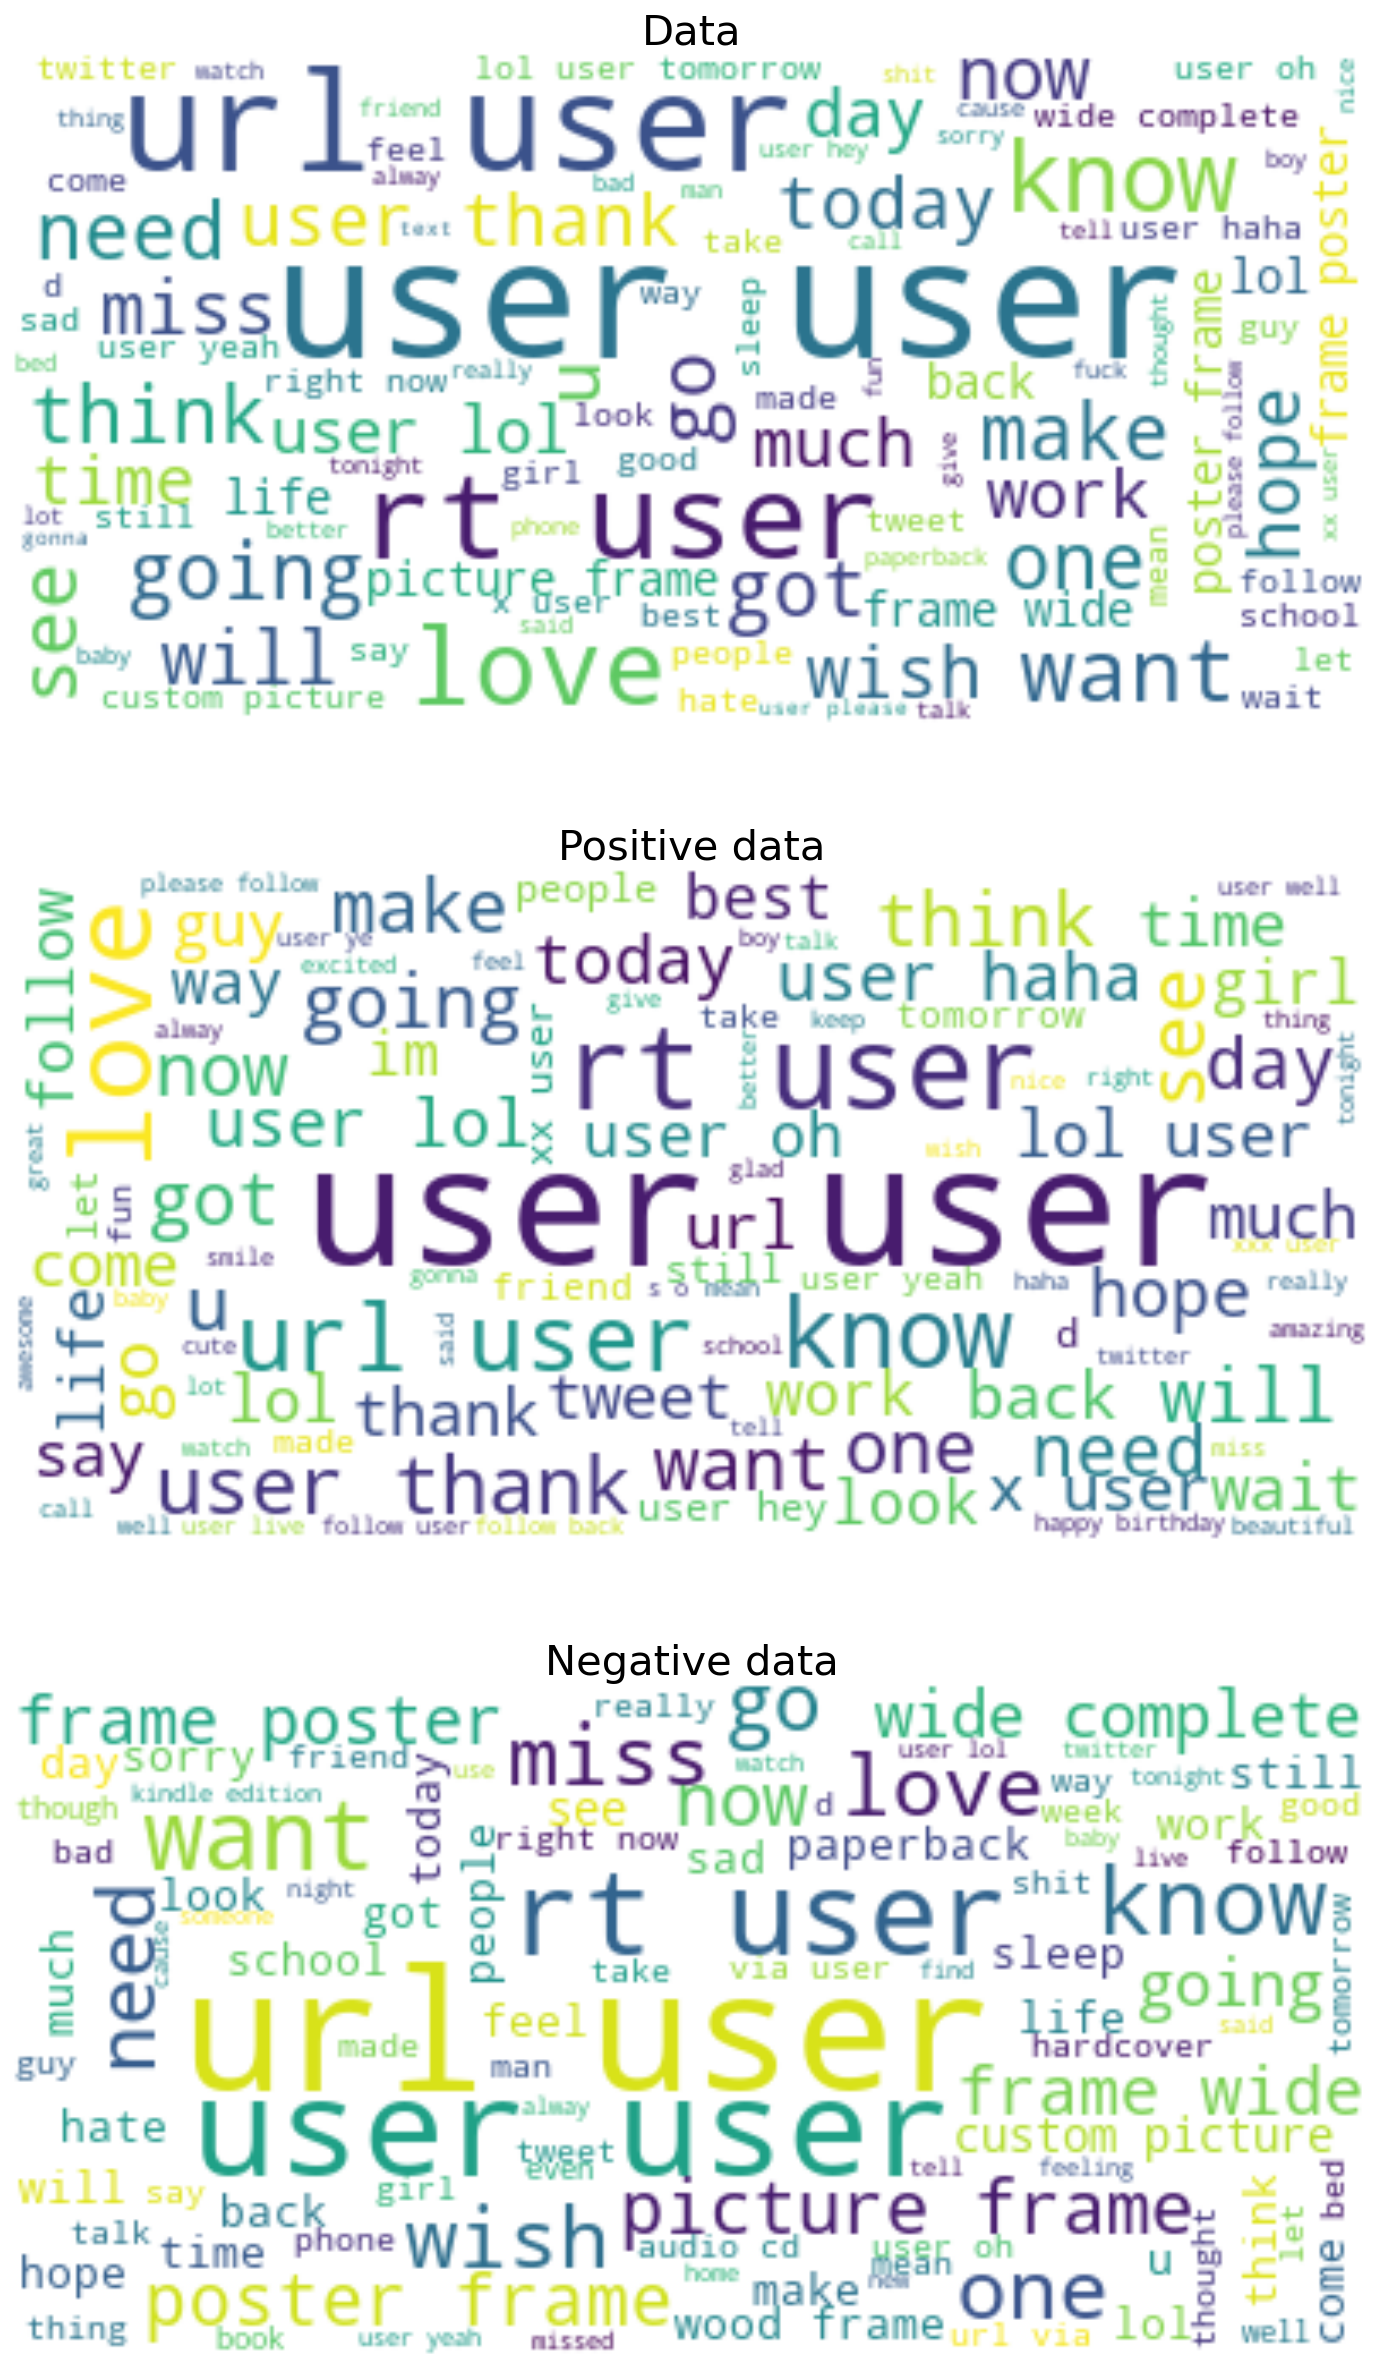 Data
twitter watch lol user tomorrow shit now user oh nice
thing url user friend day cause wide complete
feel user hey sorry know boy
come alway bad man today
need user text thank take call tell user haha frame poster
d miss user user way sleep thought poster frame lol
sad user yeah guy
bed right now really u go fun back fuck please follow hope
think user lol look made much make
time tonight girl good give work xx user
lot still life rt user tweet
gonna better phone paperback one mean
see going picture frame got follow
x user best frame wide school
baby will say said love people wish want let
custom picture hate user please talk wait
Positive data
please follow make people best think time user well
follow love guy user ye today boy talk user haha see girl
way excited feel going give take keep tomorrow thing
alway now im xx user rt user better nice right day tonight
great user lol user oh wish lol user
let fun got user user glad url much
come smile gonna friend still user yeah haha xxx user
awesome life baby u s o mean hope really
go cute url user said school know d twitter amazing
lot lol thank tweet work back will
say watch made tell want one need miss
call user thank user hey look x user wait
well user live follow user follow back happy birthday beautiful
Negative data
frame poster really go wide complete
day sorry friend today use miss watch user lol twitter
kindle edition see now d love way tonight still
though want people right now sad paperback week work good
bad baby live follow
need look night got rt user shit know
someone cause school take via user find sleep going tomorrow
much url user feel life said
guy made man hardcover
hate user user alway frame wide
tweet even custom picture
will say girl tell feeling think let come bed
talk back phone wish picture frame thought
hope time audio cd user oh mean u
poster frame home make new one
thing book user yeah missed wood frame url via lol well